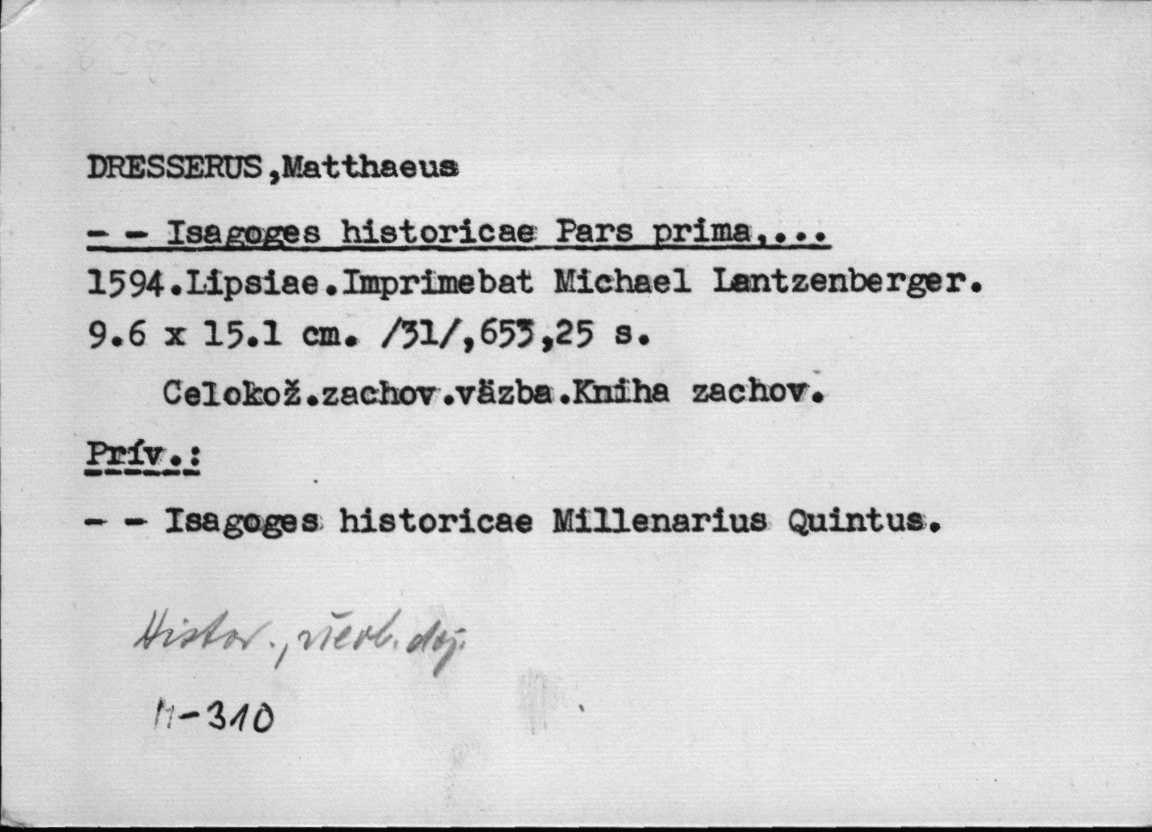 DRESSERUS,Matthaeus
- - Isagoges historicae Pars prima,...
1594.Lipsiae.Imprimebat Michael Lantzenberger.
9.6 x 15.1 cm. /31/,653,25 s.
Celokož.zachov.väzba.Kniha zachov.
Prív.:
- - Isagoges historicae Millenarius Quintus.
Histor., všeob. dej.
M-310